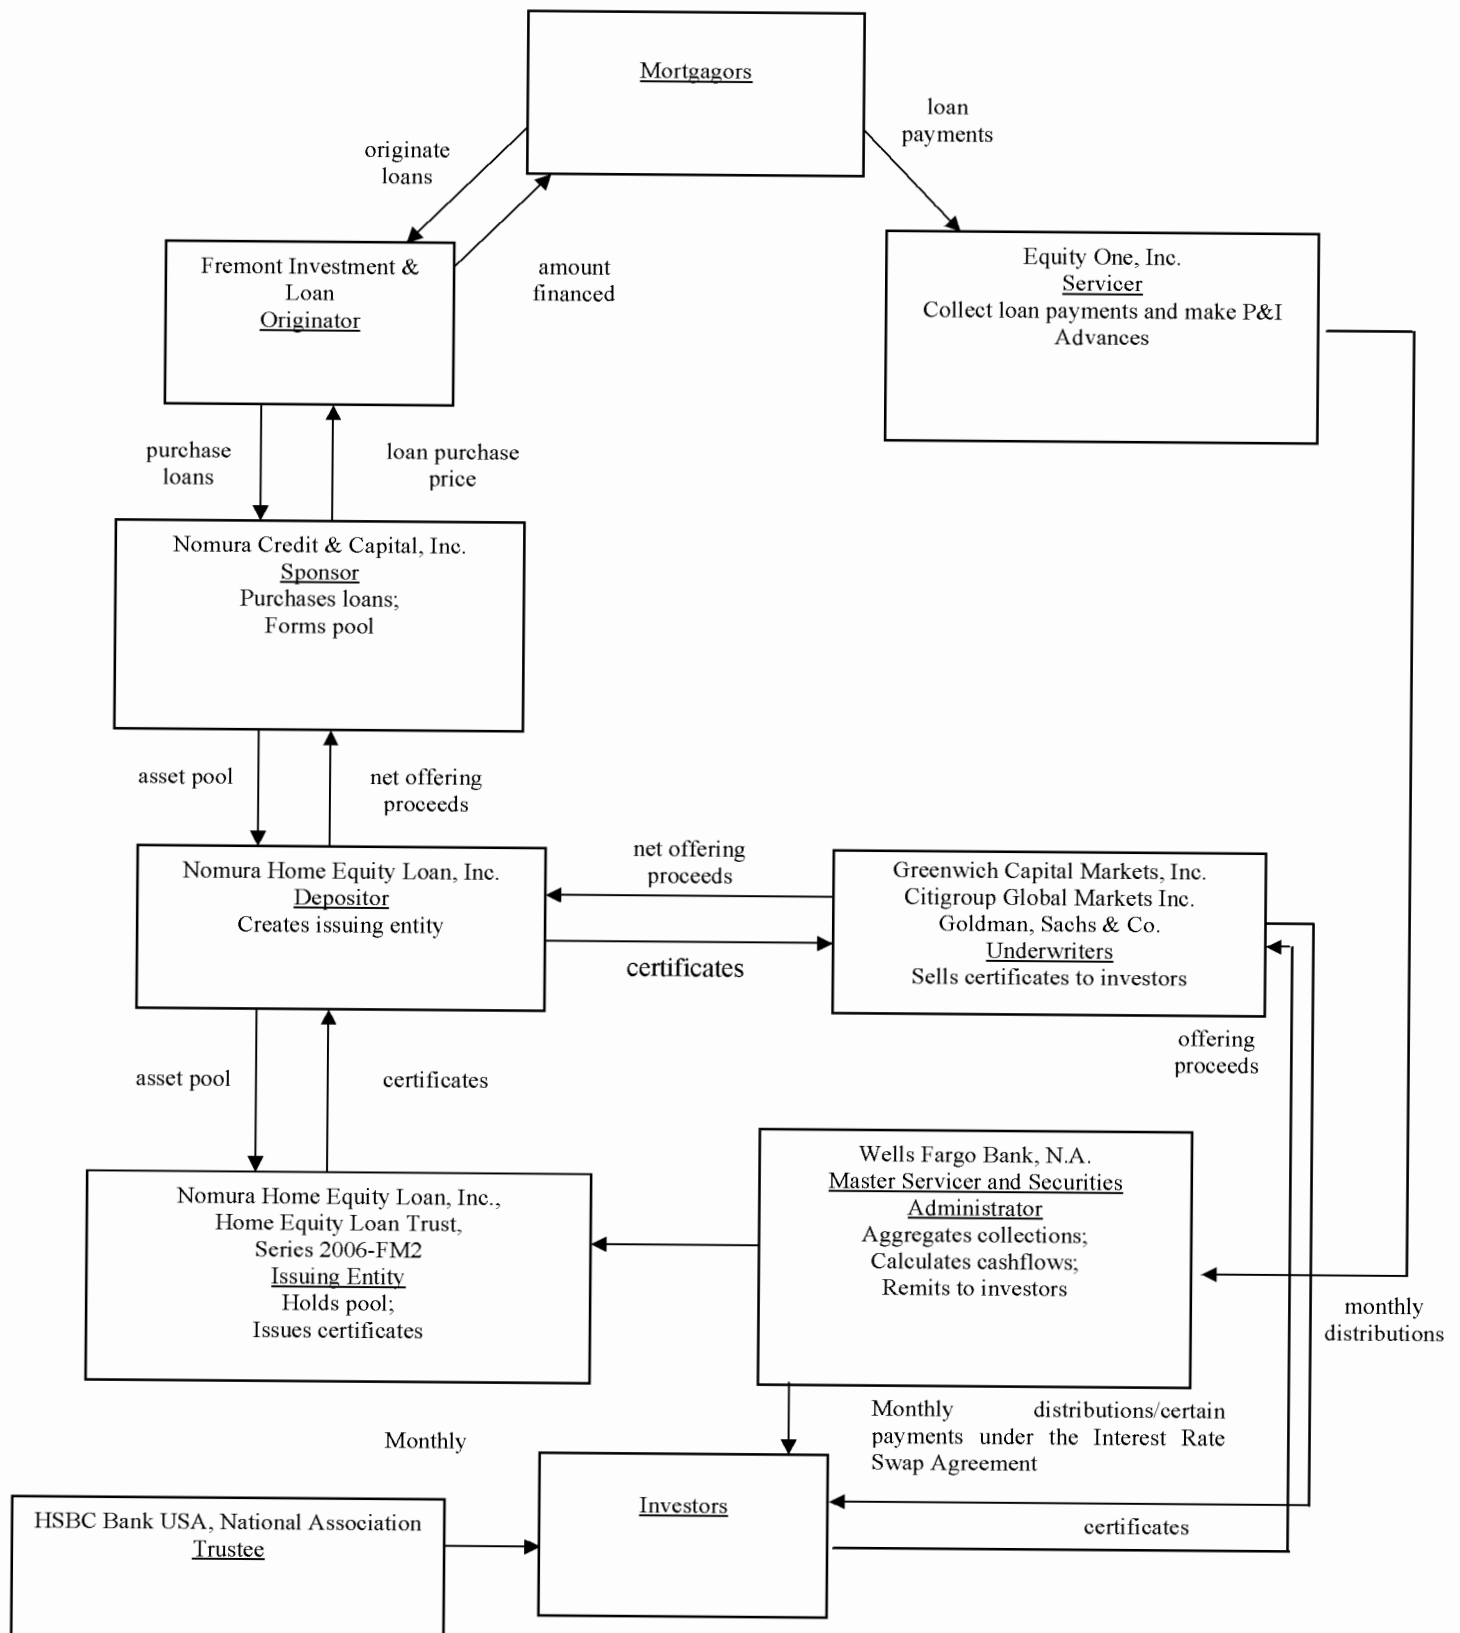 Mortgagors
loan
payments
originate
loans
amount
financed
Fremont Investment &
Loan
Originator
Equity One, Inc.
Servicer
Collect loan payments and make P&I
Advances
purchase
loans
loan purchase
price
Nomura Credit & Capital, Inc.
Sponsor
Purchases loans;
Forms pool
asset pool
net offering
proceeds
Nomura Home Equity Loan, Inc.
Depositor
Creates issuing entity
net offering
proceeds
certificates
Greenwich Capital Markets, Inc.
Citigroup Global Markets Inc.
Goldman, Sachs & Co.
Underwriters
Sells certificates to investors
offering
proceeds
asset pool
certificates
Nomura Home Equity Loan, Inc.,
Home Equity Loan Trust,
Series 2006-FM2
Issuing Entity
Holds pool;
Issues certificates
Wells Fargo Bank, N.A.
Master Servicer and Securities
Administrator
Aggregates collections;
Calculates cashflows;
Remits to investors
monthly
distributions
Monthly distributions/certain
payments under the Interest Rate
Swap Agreement
Monthly
Investors
certificates
HSBC Bank USA, National Association
Trustee